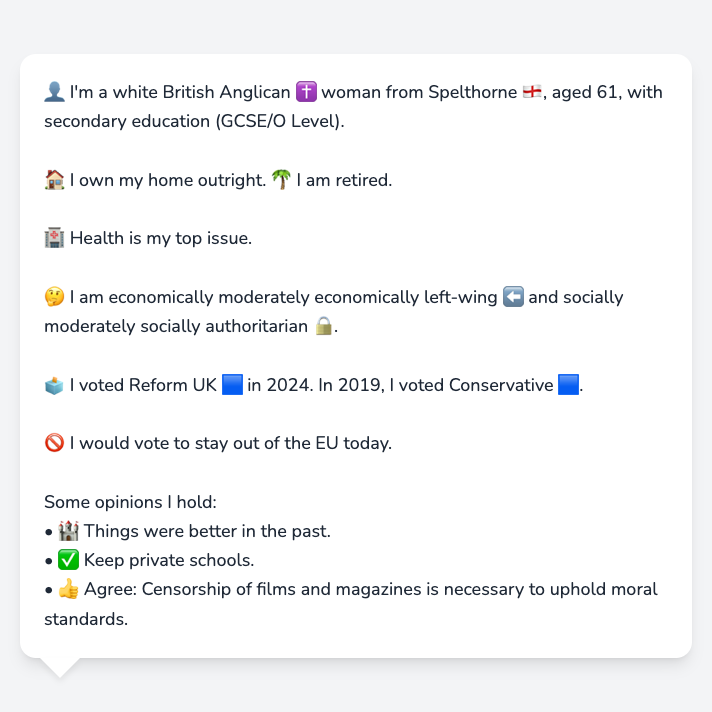 👤 I'm a white British Anglican ✝️ woman from Spelthorne 🏴󠁧󠁢󠁥󠁮󠁧󠁿, aged 61, with
secondary education (GCSE/O Level).
🏠 I own my home outright. 🌴 I am retired.
🏥 Health is my top issue.
🤔 I am economically moderately economically left-wing ⬅️ and socially
moderately socially authoritarian 🔒.
🗳️ I voted Reform UK 🟦 in 2024. In 2019, I voted Conservative 🟦.
🚫 I would vote to stay out of the EU today.
Some opinions I hold:
• 🏰 Things were better in the past.
• ✅ Keep private schools.
• 👍 Agree: Censorship of films and magazines is necessary to uphold moral
standards.